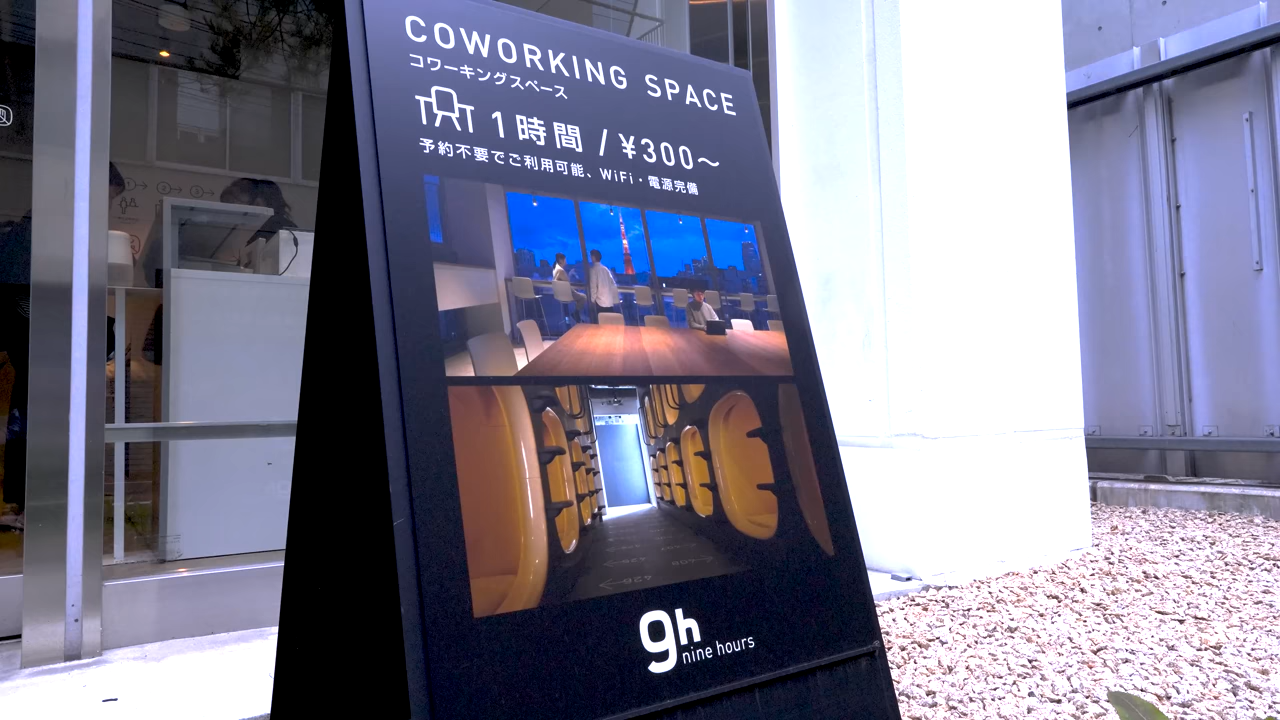 COWORKING SPACE
コワーキングスペース
1時間 / ¥300〜
予約不要でご利用可能、WiFi・電源完備
9h
nine hours